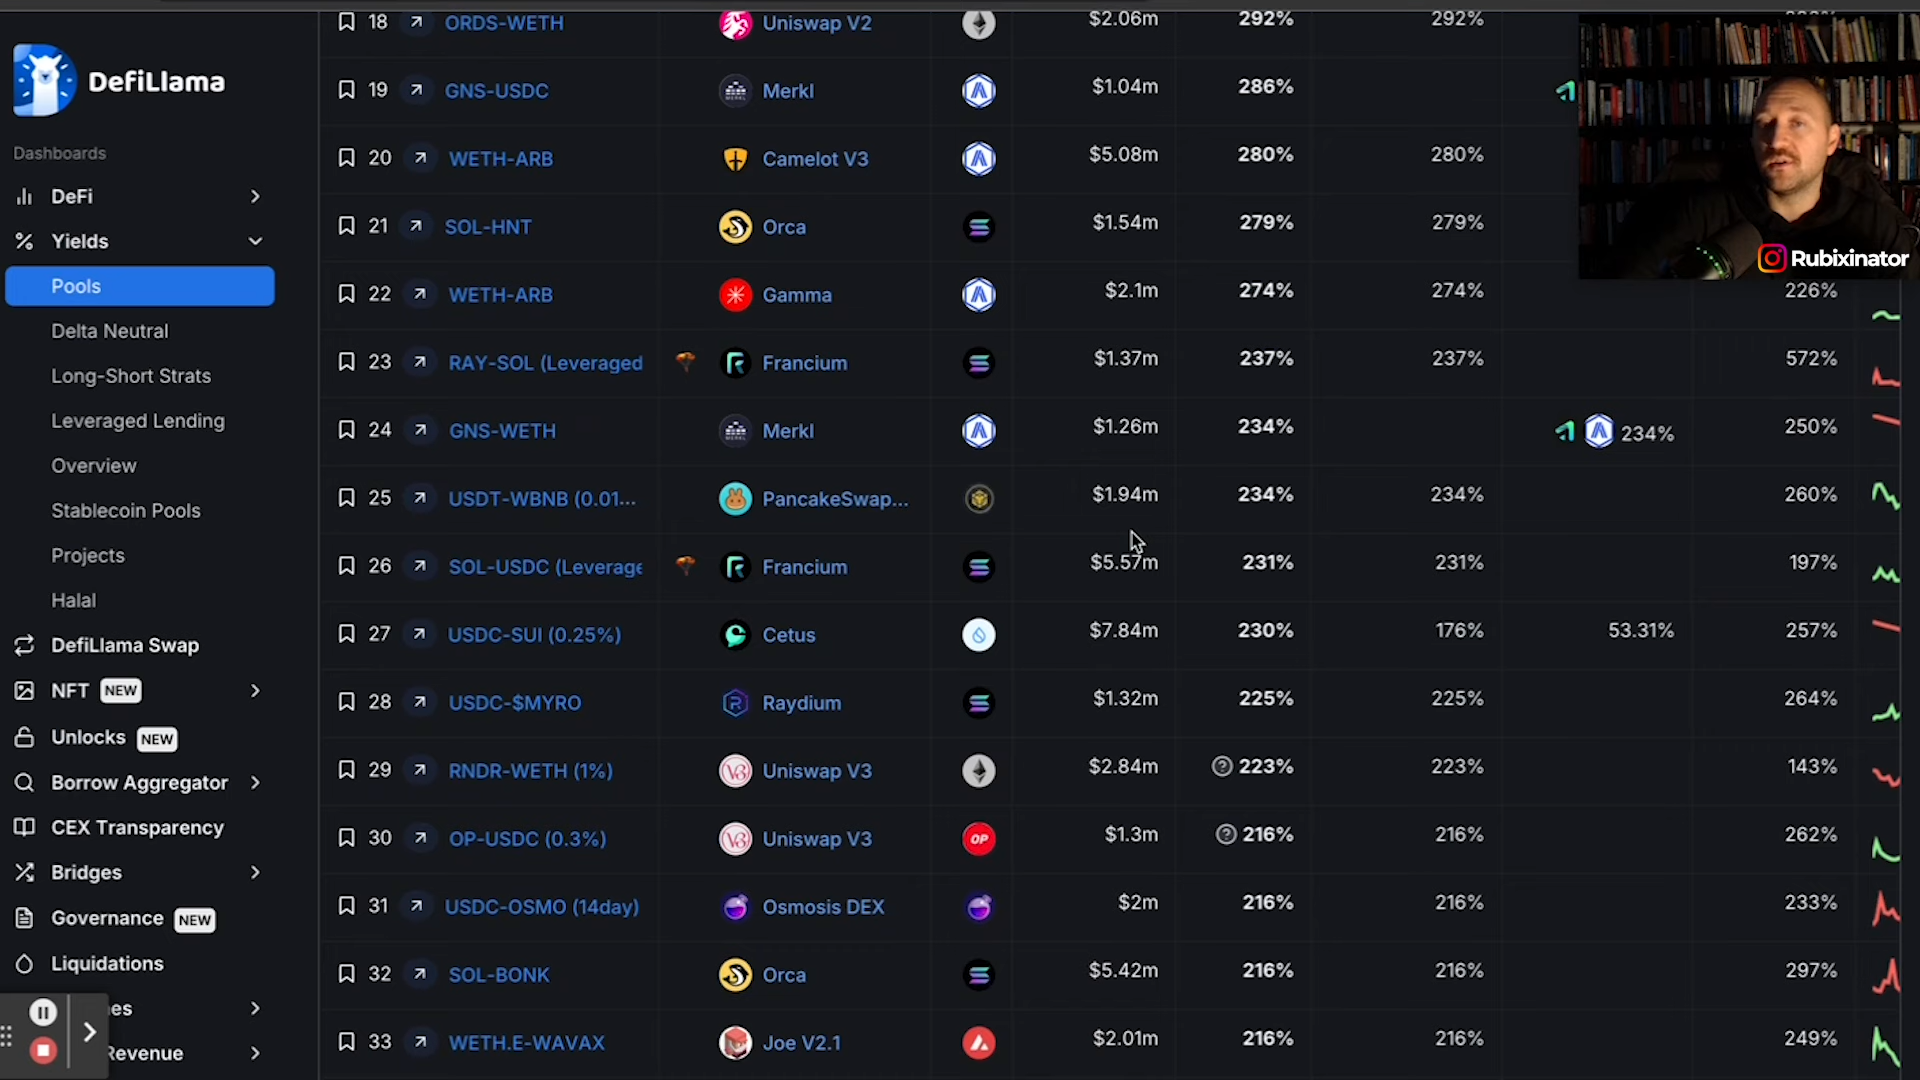 DefiLlama
Dashboards
DeFi
Yields
Pools
Delta Neutral
Long-Short Strats
Leveraged Lending
Overview
Stablecoin Pools
Projects
Halal
DefiLlama Swap
NFT NEW
Unlocks NEW
Borrow Aggregator
CEX Transparency
Bridges
Governance NEW
Liquidations
es
Revenue
18 ORDS-WETH Uniswap V2 $2.06m 292% 292%
19 GNS-USDC Merkl $1.04m 286%
20 WETH-ARB Camelot V3 $5.08m 280% 280%
21 SOL-HNT Orca $1.54m 279% 279%
22 WETH-ARB Gamma $2.1m 274% 274% 226%
23 RAY-SOL (Leveraged Francium $1.37m 237% 237% 572%
24 GNS-WETH Merkl $1.26m 234% 234% 250%
25 USDT-WBNB (0.01... PancakeSwap... $1.94m 234% 234% 260%
26 SOL-USDC (Leverage Francium $5.57m 231% 231% 197%
27 USDC-SUI (0.25%) Cetus $7.84m 230% 176% 53.31% 257%
28 USDC-$MYRO Raydium $1.32m 225% 225% 264%
29 RNDR-WETH (1%) Uniswap V3 $2.84m 223% 223% 143%
30 OP-USDC (0.3%) Uniswap V3 OP $1.3m 216% 216% 262%
31 USDC-OSMO (14day) Osmosis DEX $2m 216% 216% 233%
32 SOL-BONK Orca $5.42m 216% 216% 297%
33 WETH.E-WAVAX Joe V2.1 $2.01m 216% 216% 249%
Rubixinator